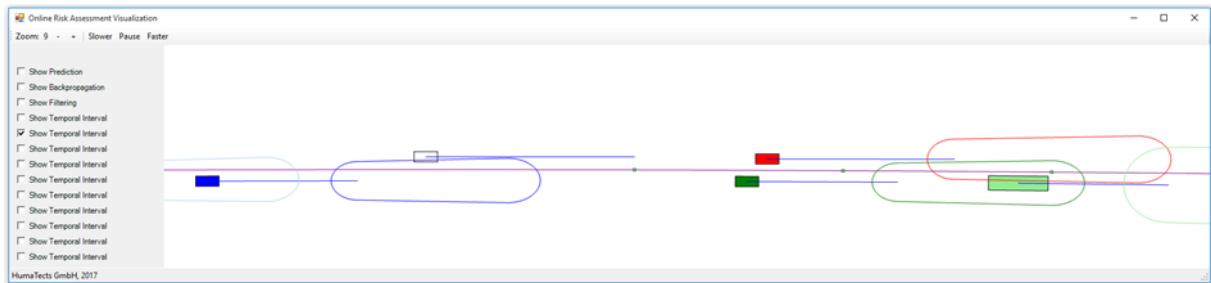 Online Risk Assessment Visualization
Zoom: 9 - + Slower Pause Faster
Show Prediction
Show Backpropagation
Show Filtering
Show Temporal Interval
Show Temporal Interval
Show Temporal Interval
Show Temporal Interval
Show Temporal Interval
Show Temporal Interval
Show Temporal Interval
Show Temporal Interval
Show Temporal Interval
Show Temporal Interval
HumaTects GmbH, 2017